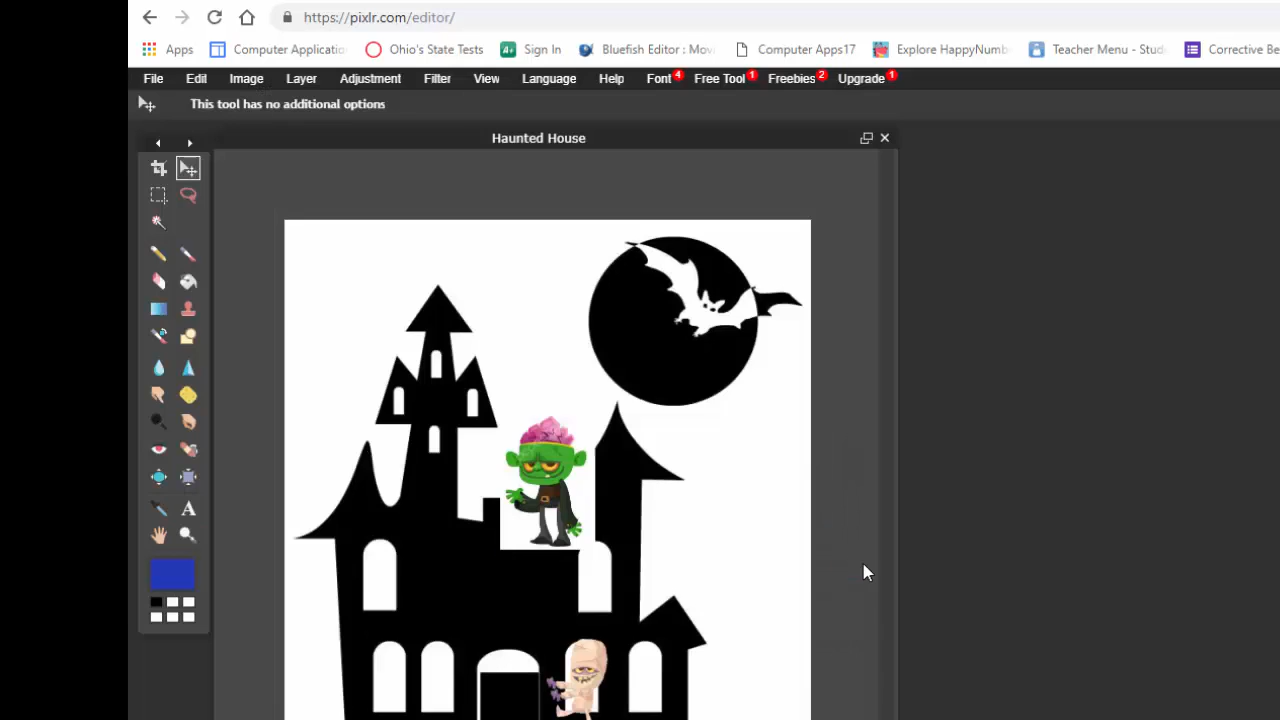 https://pixlr.com/editor/
Apps Computer Applicatio Ohio's State Tests A+ Sign In Bluefish Editor : Mov Computer Apps17 Explore HappyNumb Teacher Menu - Stud Corrective Be
File Edit Image Layer Adjustment Filter View Language Help Font 4 Free Tool 1 Freebies 2 Upgrade 1
This tool has no additional options
Haunted House
A